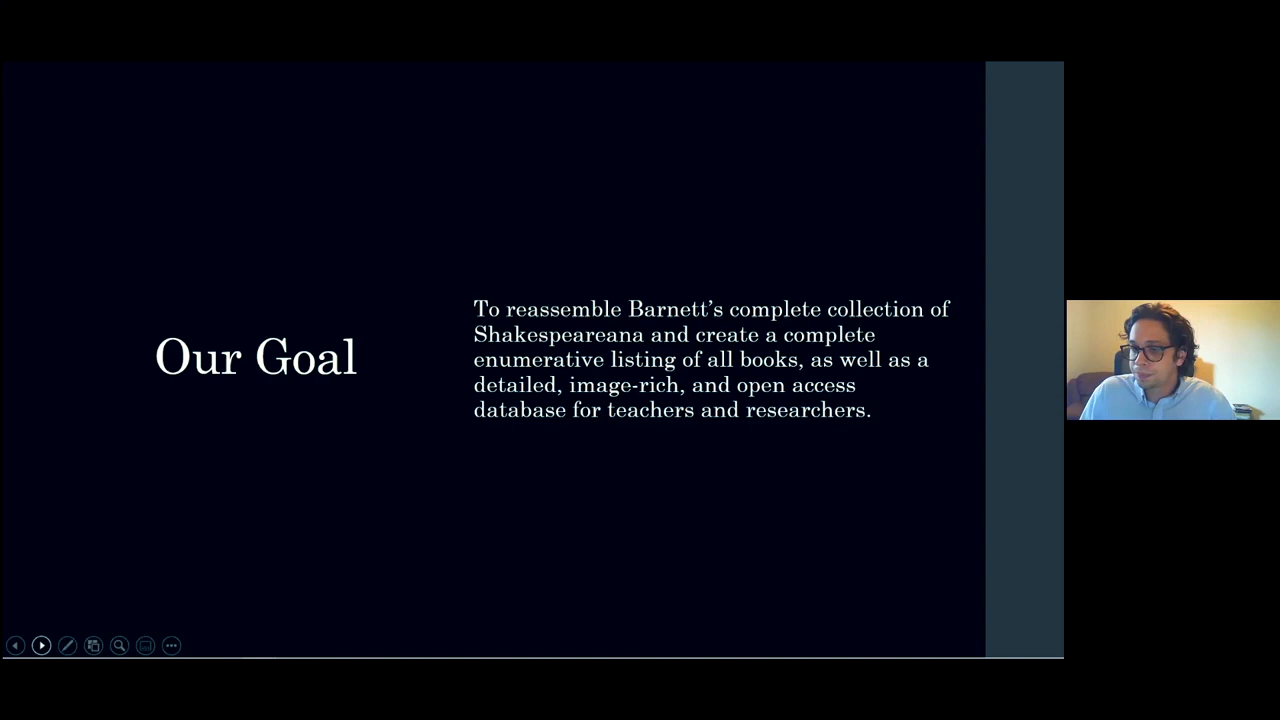 Our Goal
To reassemble Barnett’s complete collection of
Shakespeareana and create a complete
enumerative listing of all books, as well as a
detailed, image-rich, and open access
database for teachers and researchers.